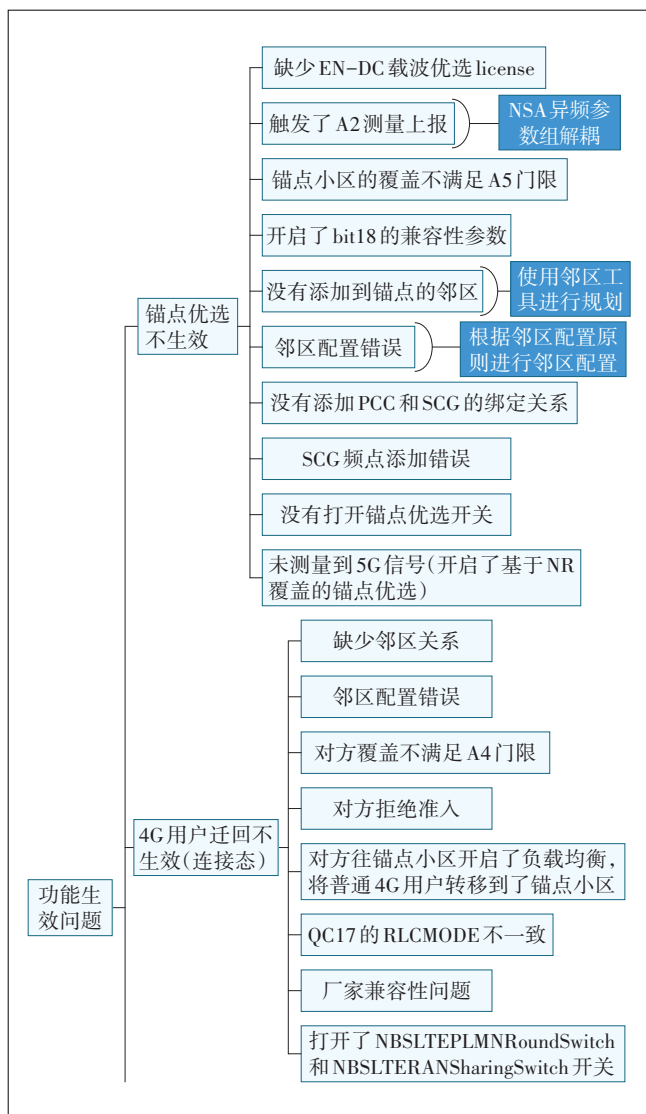 缺少EN-DC载波优选license
触发了A2测量上报
NSA异频参
数组解耦
锚点小区的覆盖不满足A5门限
开启了bit18的兼容性参数
没有添加到锚点的邻区
使用邻区工
具进行规划
锚点优选
不生效
邻区配置错误
根据邻区配置原
则进行邻区配置
没有添加PCC和SCG的绑定关系
SCG频点添加错误
没有打开锚点优选开关
未测量到5G信号(开启了基于NR
覆盖的锚点优选)
缺少邻区关系
邻区配置错误
对方覆盖不满足A4门限
对方拒绝准入
4G用户迁回不
生效(连接态)
对方往锚点小区开启了负载均衡,
将普通4G用户转移到了锚点小区
功能生
效问题
QC17的RLCMODE不一致
厂家兼容性问题
打开了NBSLTEPLMNRoundSwitch
和NBSLTERANSharingSwitch开关